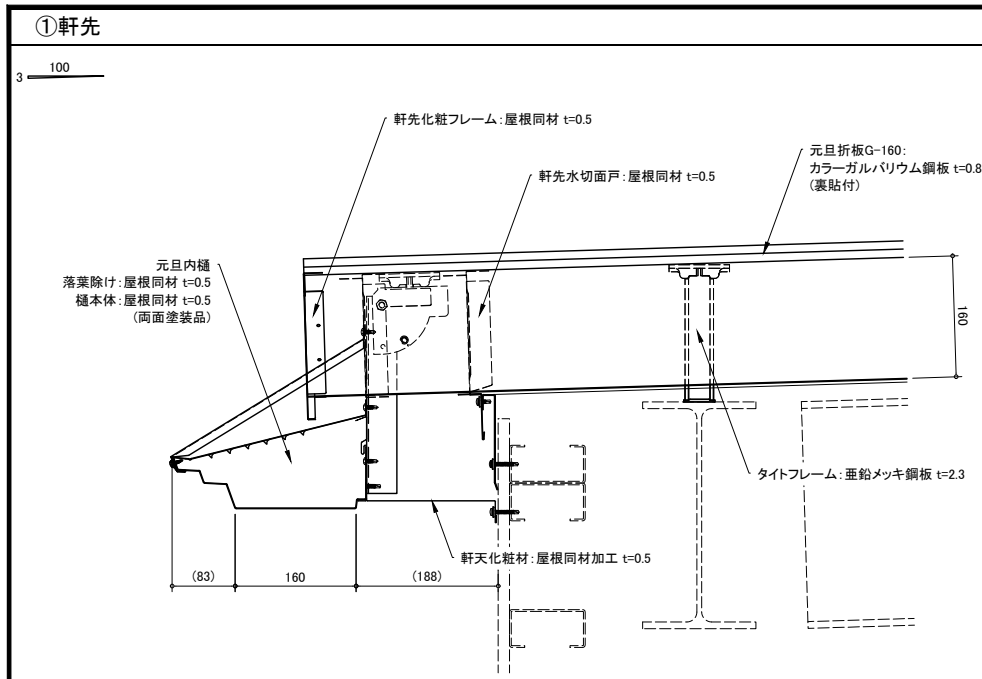 ①軒先
100
3
軒先化粧フレーム：屋根同材 t=0.5
軒先水切面戸：屋根同材 t=0.5
元旦折板G-160：
カラーガルバリウム鋼板 t=0.8
(裏貼付)
元旦内樋
落葉除け：屋根同材 t=0.5
樋本体：屋根同材 t=0.5
(両面塗装品)
160
タイトフレーム：亜鉛メッキ鋼板 t=2.3
軒天化粧材：屋根同材加工 t=0.5
(83)
160
(188)